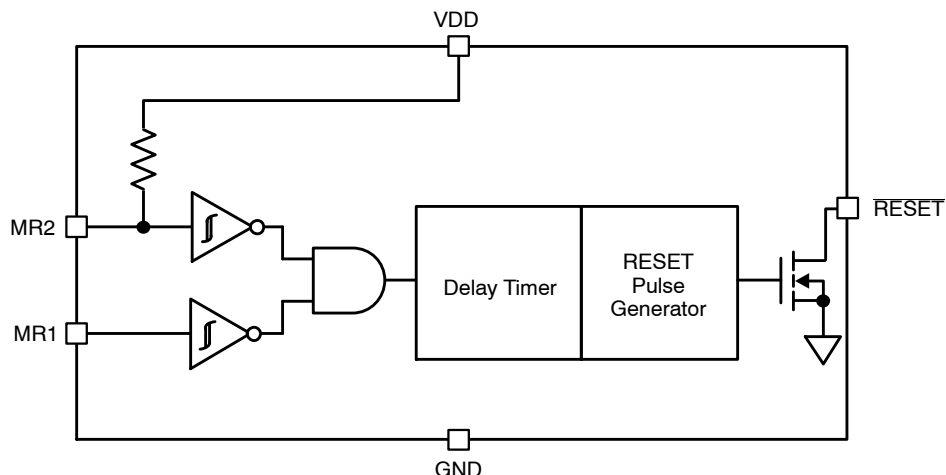 VDD
MR2
RESET
Delay Timer
RESET
Pulse
Generator
MR1
GND